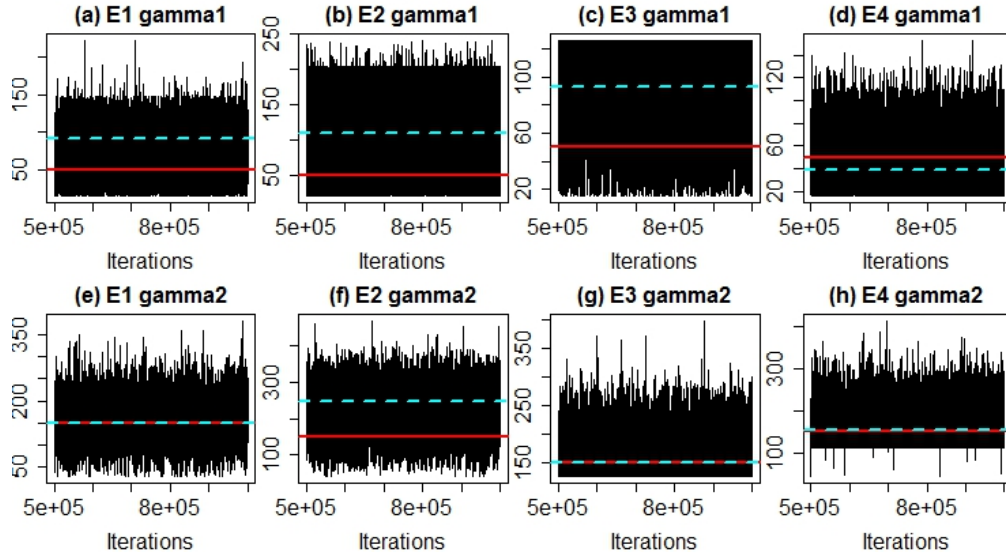 (a) E1 gamma1
(b) E2 gamma1
(c) E3 gamma1
(d) E4 gamma1
150
50
250
150
50
100
60
20
120
60
20
5e+05 8e+05
5e+05 8e+05
5e+05 8e+05
5e+05 8e+05
Iterations
Iterations
Iterations
Iterations
(e) E1 gamma2
(f) E2 gamma2
(g) E3 gamma2
(h) E4 gamma2
350
200
50
300
100
350
250
150
300
100
5e+05 8e+05
5e+05 8e+05
5e+05 8e+05
5e+05 8e+05
Iterations
Iterations
Iterations
Iterations